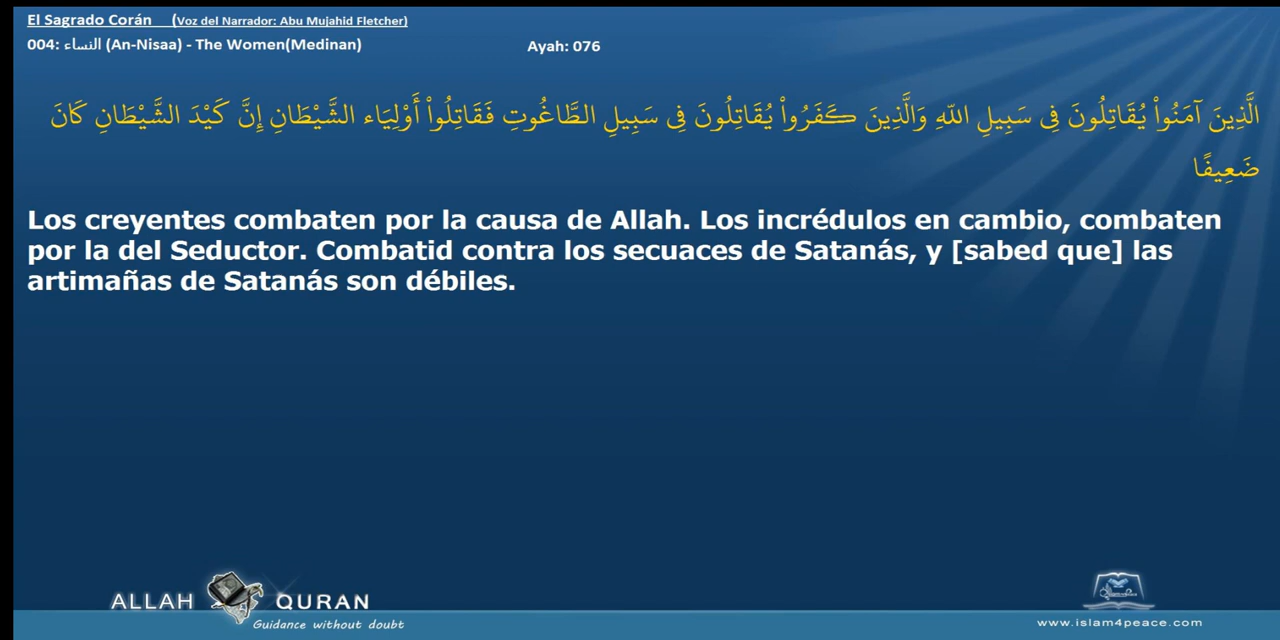 El Sagrado Corán (Voz del Narrador: Abu Mujahid Fletcher)
004: النساء (An-Nisaa) - The Women(Medinan) Ayah: 076
الَّذِينَ آمَنُواْ يُقَاتِلُونَ فِي سَبِيلِ اللّهِ وَالَّذِينَ كَفَرُواْ يُقَاتِلُونَ فِي سَبِيلِ الطَّاغُوتِ فَقَاتِلُواْ أَوْلِيَاء الشَّيْطَانِ إِنَّ كَيْدَ الشَّيْطَانِ كَانَ
ضَعِيفًا
Los creyentes combaten por la causa de Allah. Los incrédulos en cambio, combaten
por la del Seductor. Combatid contra los secuaces de Satanás, y [sabed que] las
artimañas de Satanás son débiles.
ALLAH QURAN
Guidance without doubt
www.islam4peace.com